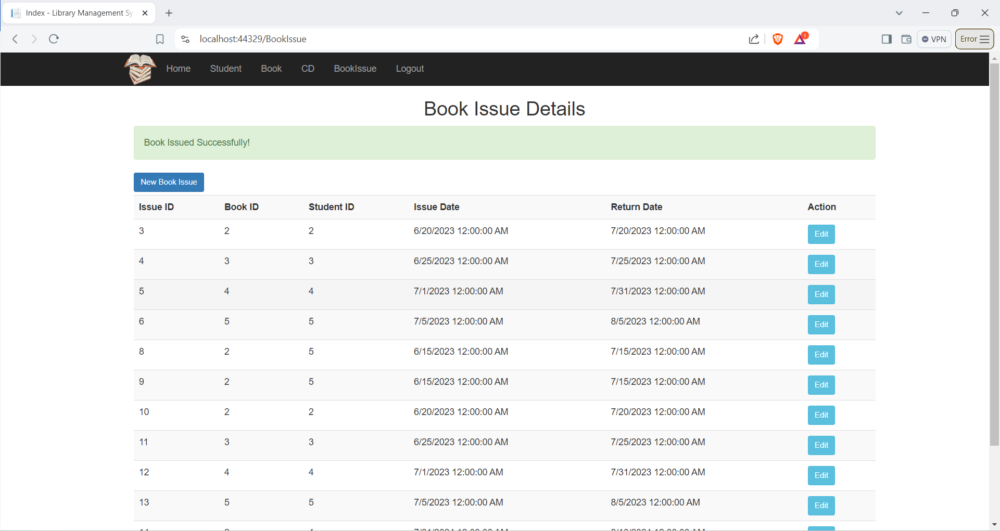 Index - Library Management Sy
localhost:44329/BookIssue
1
VPN
Error
Home Student Book CD BookIssue Logout
Book Issue Details
Book Issued Successfully!
New Book Issue
Issue ID Book ID Student ID Issue Date Return Date Action
3 2 2 6/20/2023 12:00:00 AM 7/20/2023 12:00:00 AM Edit
4 3 3 6/25/2023 12:00:00 AM 7/25/2023 12:00:00 AM Edit
5 4 4 7/1/2023 12:00:00 AM 7/31/2023 12:00:00 AM Edit
6 5 5 7/5/2023 12:00:00 AM 8/5/2023 12:00:00 AM Edit
8 2 5 6/15/2023 12:00:00 AM 7/15/2023 12:00:00 AM Edit
9 2 5 6/15/2023 12:00:00 AM 7/15/2023 12:00:00 AM Edit
10 2 2 6/20/2023 12:00:00 AM 7/20/2023 12:00:00 AM Edit
11 3 3 6/25/2023 12:00:00 AM 7/25/2023 12:00:00 AM Edit
12 4 4 7/1/2023 12:00:00 AM 7/31/2023 12:00:00 AM Edit
13 5 5 7/5/2023 12:00:00 AM 8/5/2023 12:00:00 AM Edit